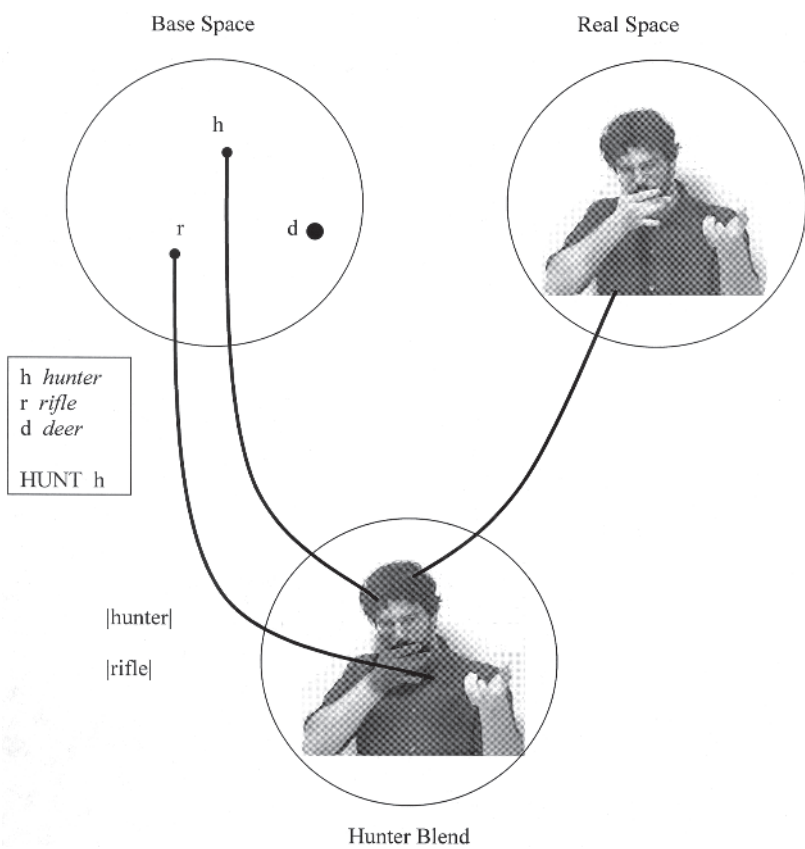 Base Space
Real Space
h
r
d
h hunter
r rifle
d deer
HUNT h
|hunter|
|rifle|
Hunter Blend